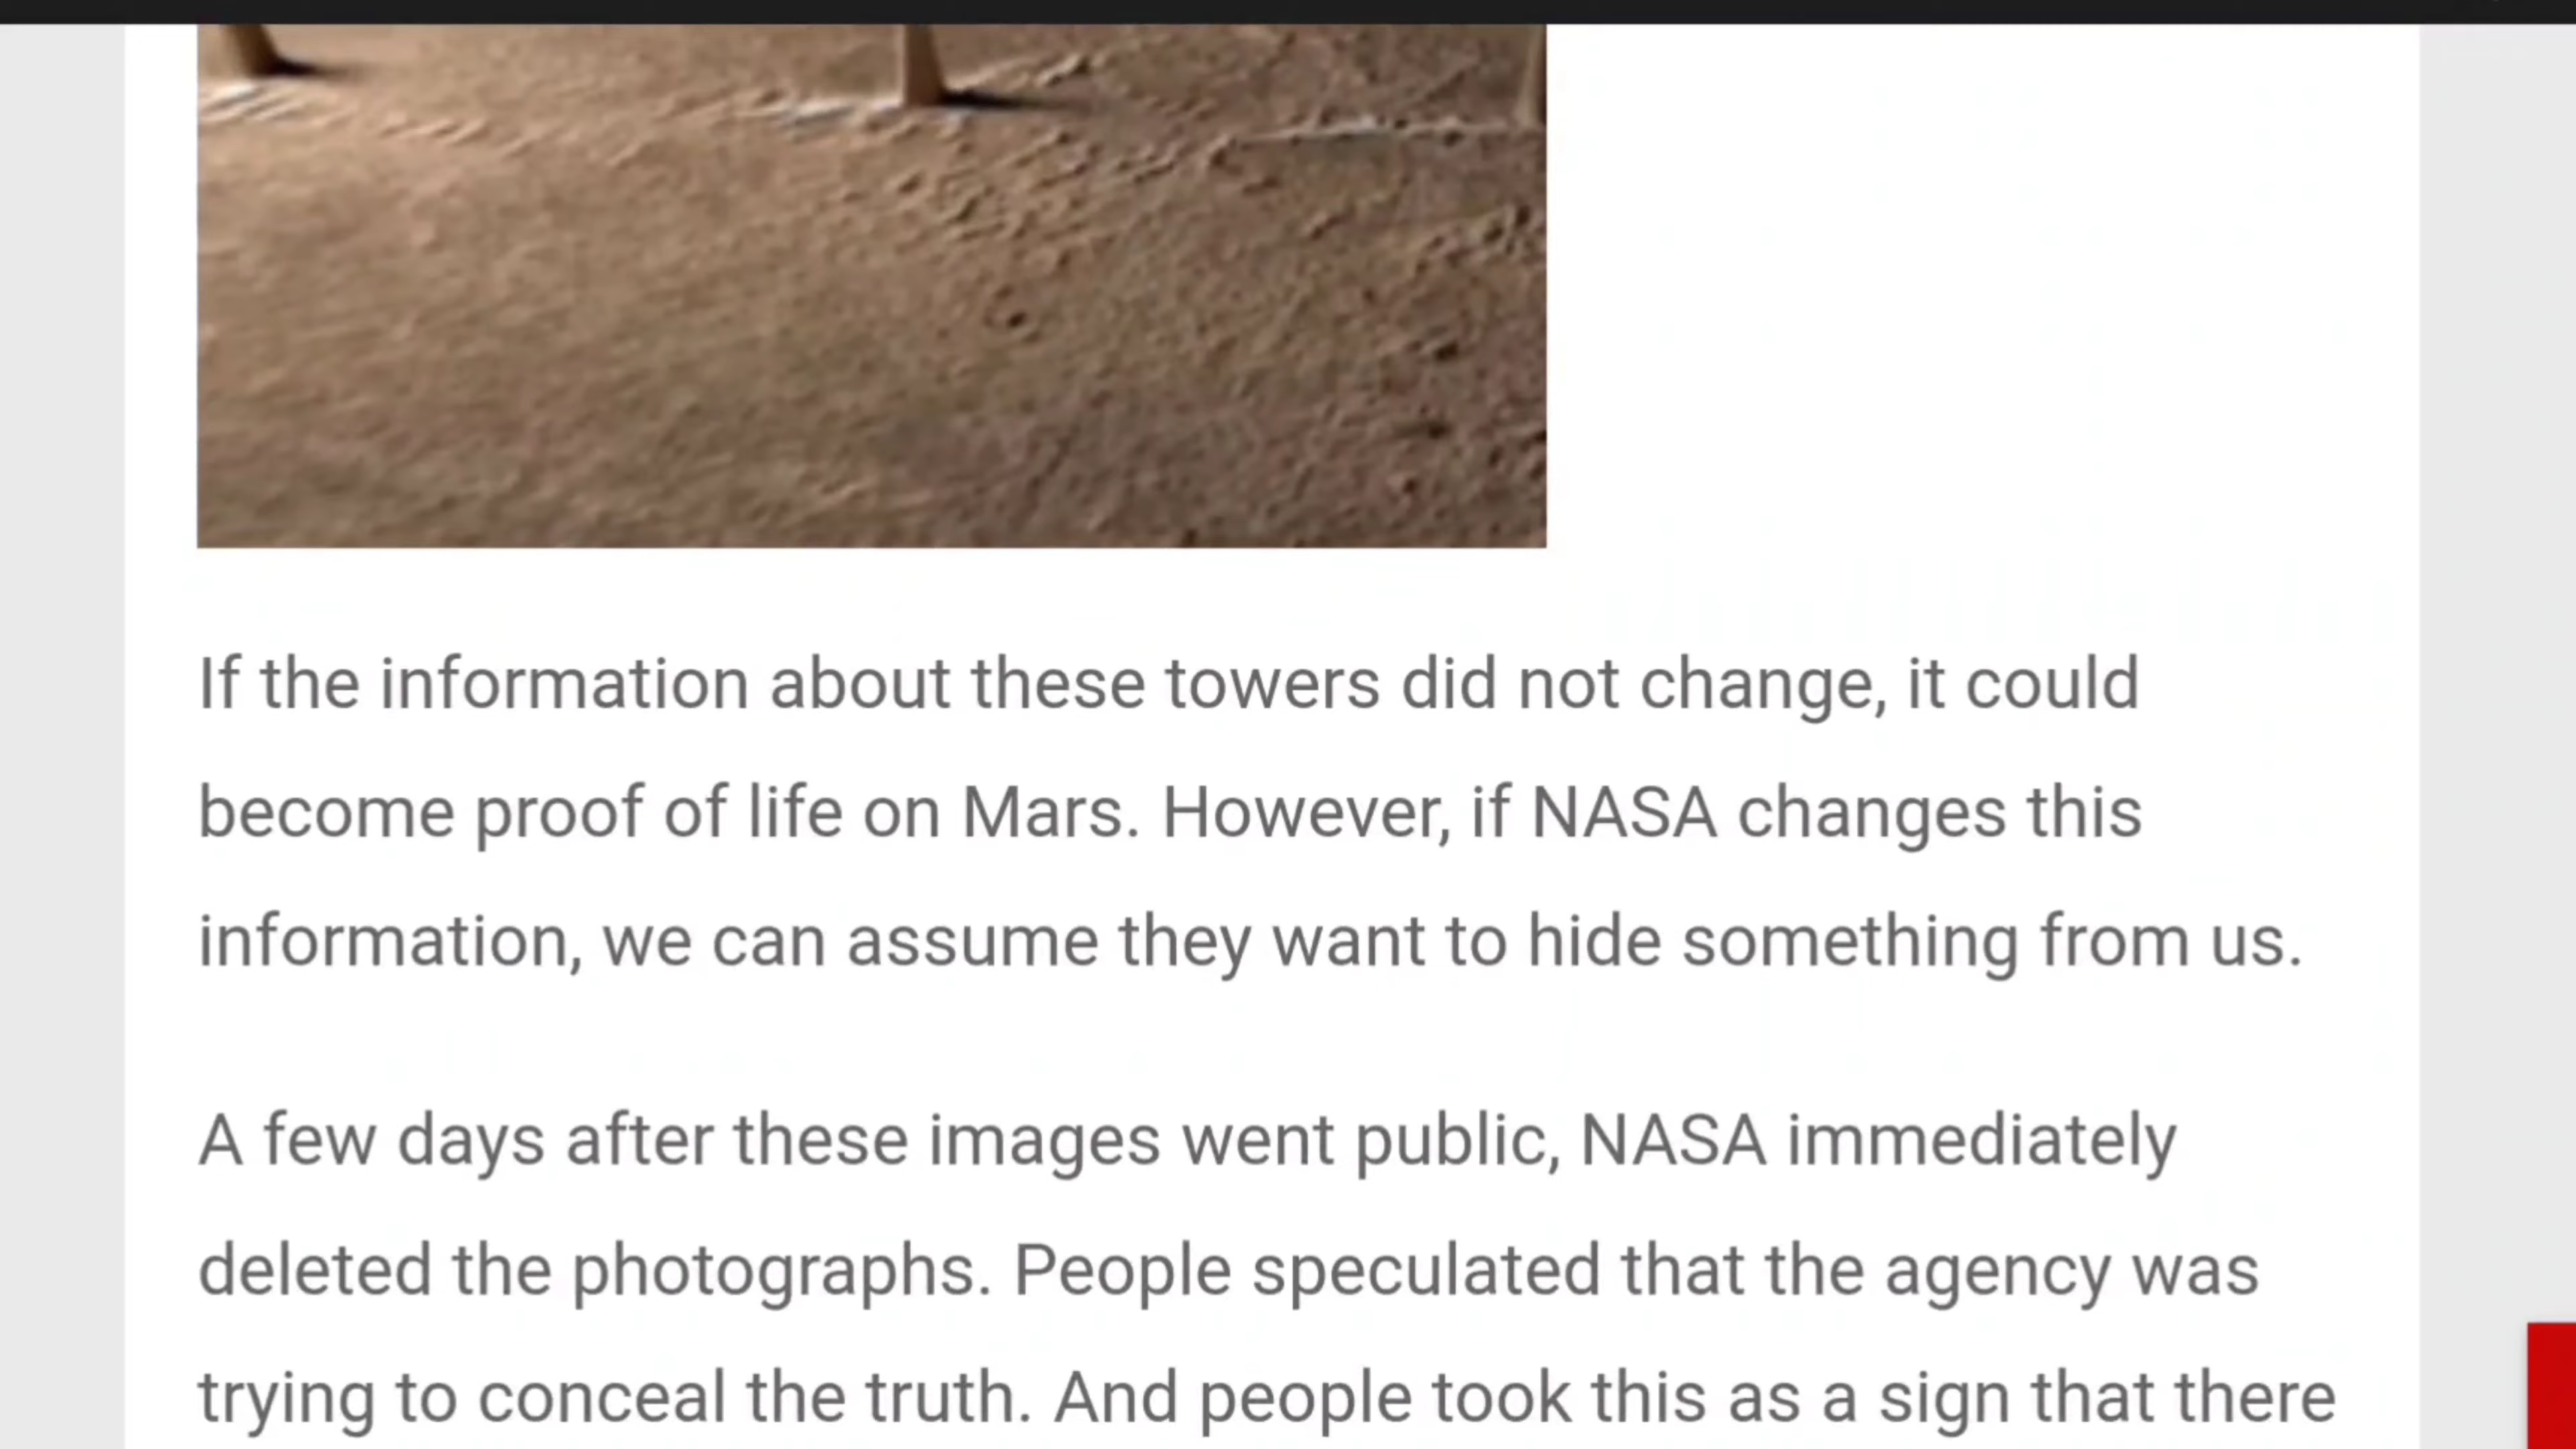 If the information about these towers did not change, it could
become proof of life on Mars. However, if NASA changes this
information, we can assume they want to hide something from us.
A few days after these images went public, NASA immediately
deleted the photographs. People speculated that the agency was
trying to conceal the truth. And people took this as a sign that there